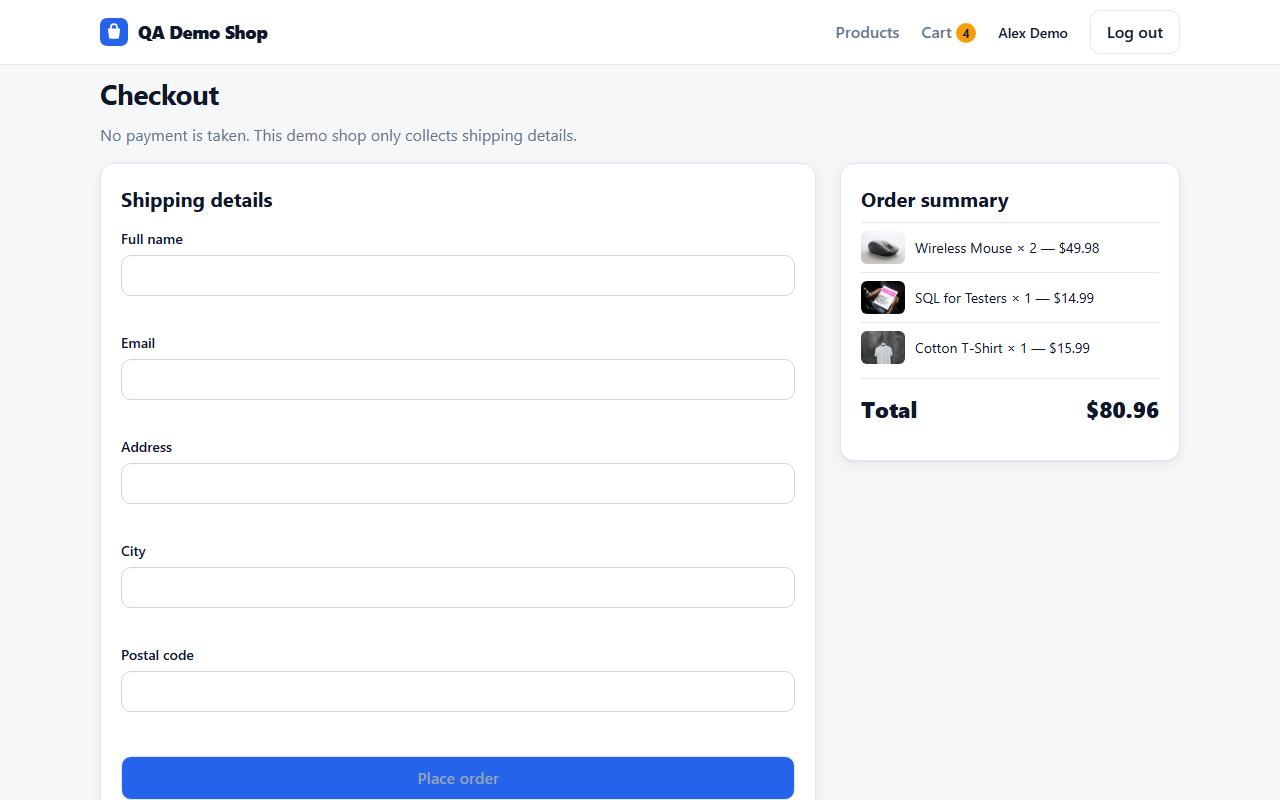 QA Demo Shop
Products
Cart 4
Alex Demo
Log out
Checkout
No payment is taken. This demo shop only collects shipping details.
Shipping details
Full name
Email
Address
City
Postal code
Place order
Order summary
Wireless Mouse × 2 — $49.98
SQL for Testers × 1 — $14.99
Cotton T-Shirt × 1 — $15.99
Total $80.96